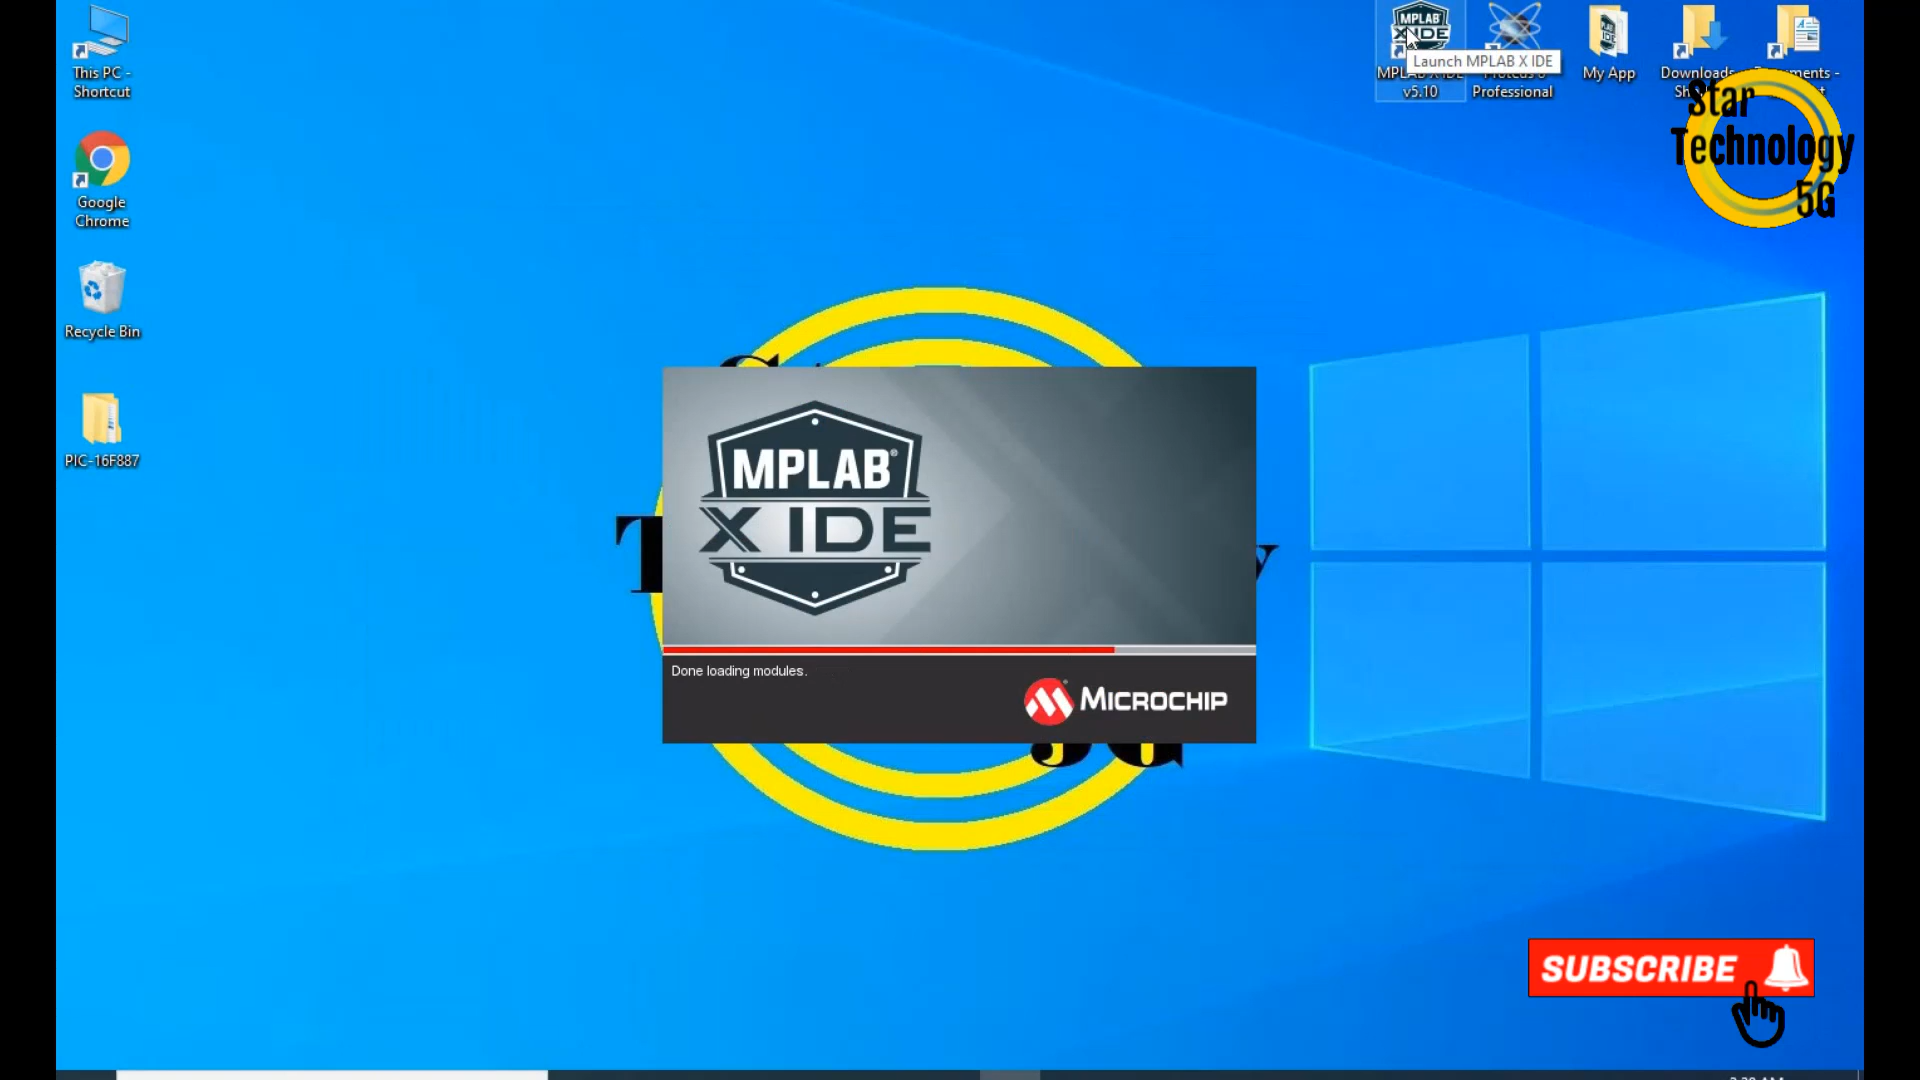 This PC -
Shortcut
Google
Chrome
Recycle Bin
PIC-16F887
MPLAB
X IDE
Launch MPLAB X IDE
v5.10
Professional
My App
Downloads
Star
Technology
5G
MPLAB®
X IDE
Done loading modules.
MICROCHIP
SUBSCRIBE